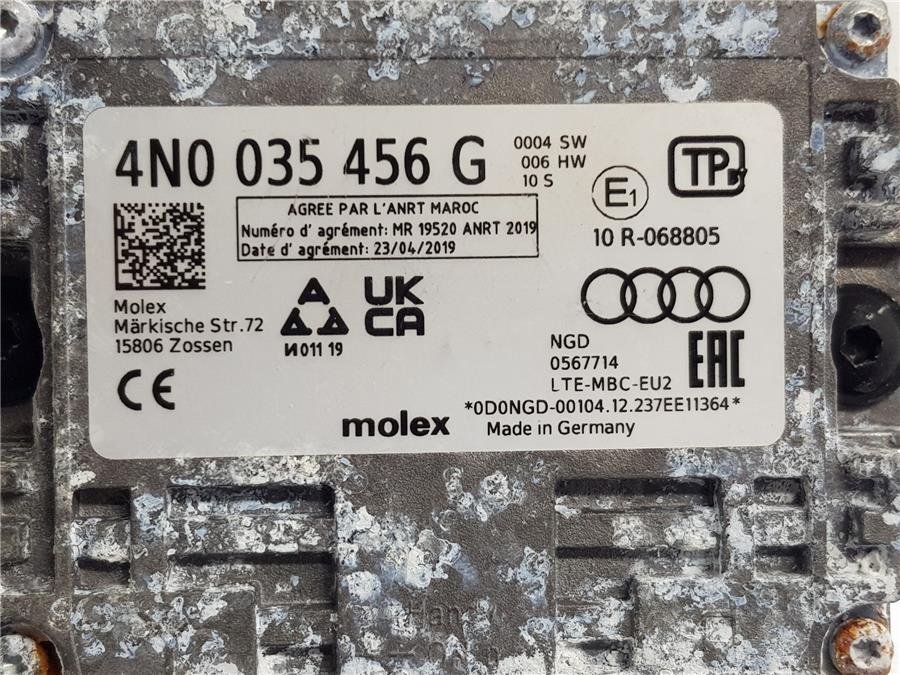 4N0 035 456 G
0004 SW
006 HW
10 S
TP BY
E1
10 R-068805
AGREE PAR L'ANRT MAROC
Numéro d' agrément: MR 19520 ANRT 2019
Date d' agrément: 23/04/2019
Molex
Märkische Str.72
15806 Zossen
И011 19
UK
CA
NGD
0567714
LTE-MBC-EU2
EAC
CE
*0D0NGD-00104.12.237EE11364*
molex
Made in Germany